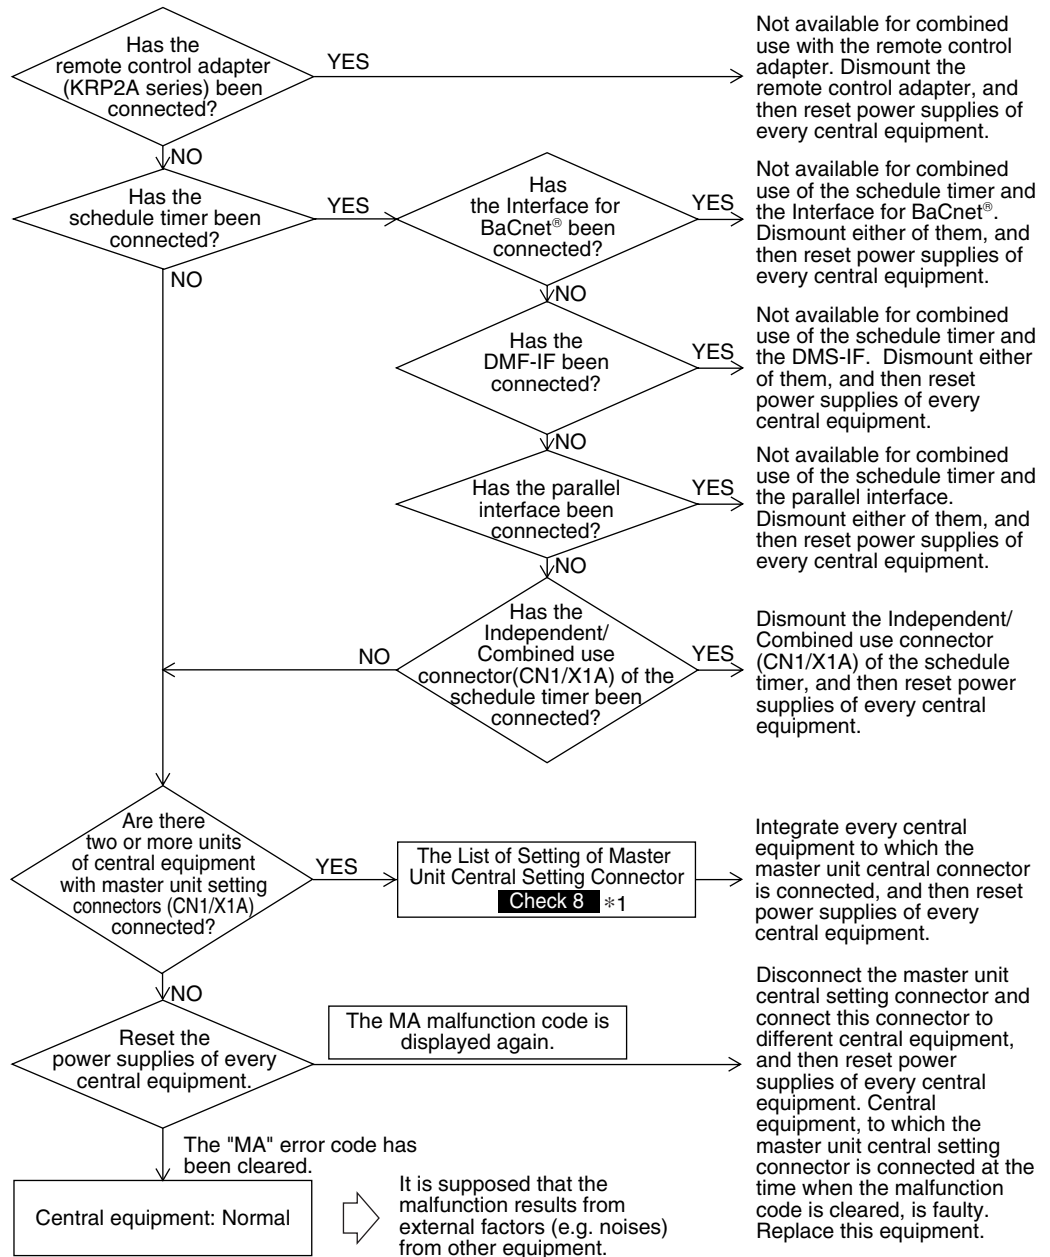 Has the
remote control adapter
(KRP2A series) been
connected?
YES
Not available for combined
use with the remote control
adapter. Dismount the
remote control adapter, and
then reset power supplies of
every central equipment.
NO
Has the
schedule timer been
connected?
YES
Has
the Interface for
BaCnet® been
connected?
YES
Not available for combined
use of the schedule timer and
the Interface for BaCnet®.
Dismount either of them, and
then reset power supplies of
every central equipment.
NO
NO
Has the
DMF-IF been
connected?
YES
Not available for combined
use of the schedule timer and
the DMS-IF. Dismount either
of them, and then reset
power supplies of every
central equipment.
NO
Has the parallel
interface been
connected?
YES
Not available for combined
use of the schedule timer and
the parallel interface.
Dismount either of them, and
then reset power supplies of
every central equipment.
NO
Has the
Independent/
Combined use
connector(CN1/X1A) of the
schedule timer been
connected?
NO
YES
Dismount the Independent/
Combined use connector
(CN1/X1A) of the schedule
timer, and then reset power
supplies of every central
equipment.
Are there
two or more units
of central equipment
with master unit setting
connectors (CN1/X1A)
connected?
YES
The List of Setting of Master
Unit Central Setting Connector
Check 8 *1
Integrate every central
equipment to which the
master unit central connector
is connected, and then reset
power supplies of every
central equipment.
NO
Reset the
power supplies of every
central equipment.
The MA malfunction code is
displayed again.
Disconnect the master unit
central setting connector and
connect this connector to
different central equipment,
and then reset power
supplies of every central
equipment. Central
equipment, to which the
master unit central setting
connector is connected at the
time when the malfunction
code is cleared, is faulty.
Replace this equipment.
The "MA" error code has
been cleared.
Central equipment: Normal
It is supposed that the
malfunction results from
external factors (e.g. noises)
from other equipment.